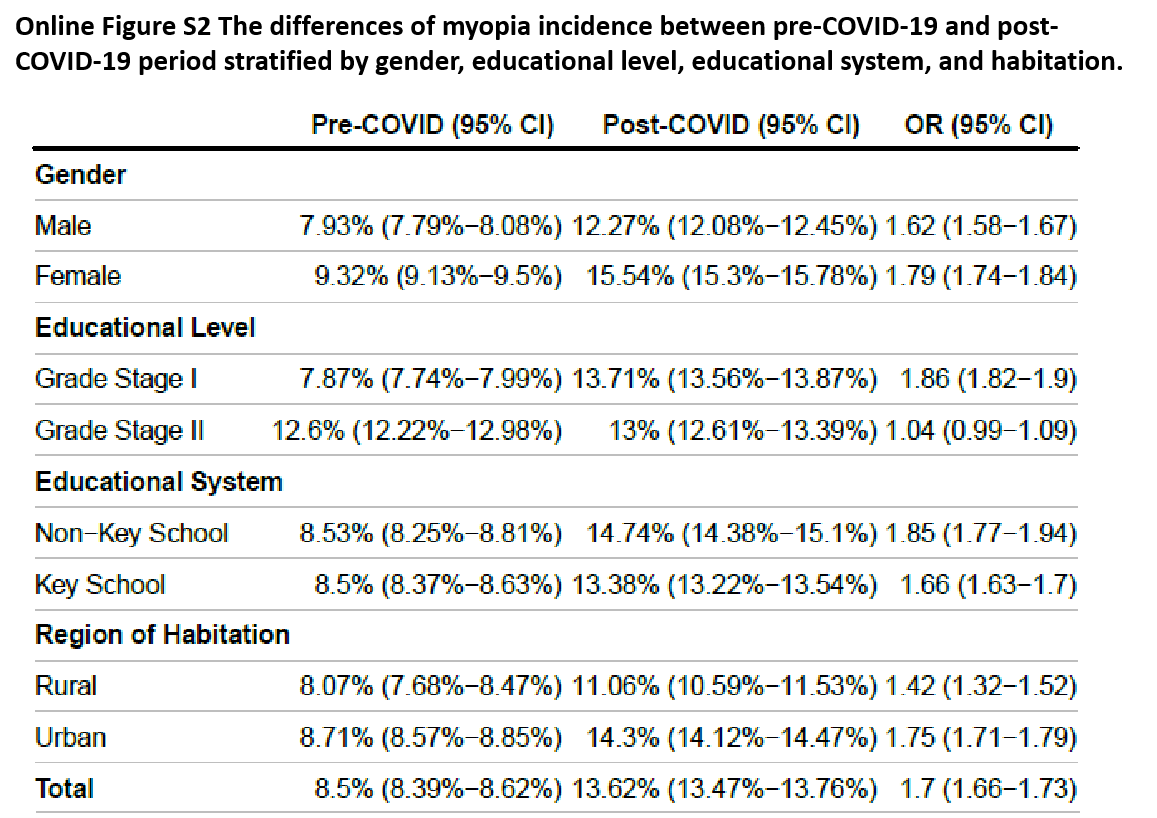 Online Figure S2 The differences of myopia incidence between pre-COVID-19 and post-
COVID-19 period stratified by gender, educational level, educational system, and habitation.
Pre-COVID (95% CI) Post-COVID (95% CI) OR (95% CI)
Gender
Male 7.93% (7.79%−8.08%) 12.27% (12.08%−12.45%) 1.62 (1.58−1.67)
Female 9.32% (9.13%−9.5%) 15.54% (15.3%−15.78%) 1.79 (1.74−1.84)
Educational Level
Grade Stage I 7.87% (7.74%−7.99%) 13.71% (13.56%−13.87%) 1.86 (1.82−1.9)
Grade Stage II 12.6% (12.22%−12.98%) 13% (12.61%−13.39%) 1.04 (0.99−1.09)
Educational System
Non−Key School 8.53% (8.25%−8.81%) 14.74% (14.38%−15.1%) 1.85 (1.77−1.94)
Key School 8.5% (8.37%−8.63%) 13.38% (13.22%−13.54%) 1.66 (1.63−1.7)
Region of Habitation
Rural 8.07% (7.68%−8.47%) 11.06% (10.59%−11.53%) 1.42 (1.32−1.52)
Urban 8.71% (8.57%−8.85%) 14.3% (14.12%−14.47%) 1.75 (1.71−1.79)
Total 8.5% (8.39%−8.62%) 13.62% (13.47%−13.76%) 1.7 (1.66−1.73)